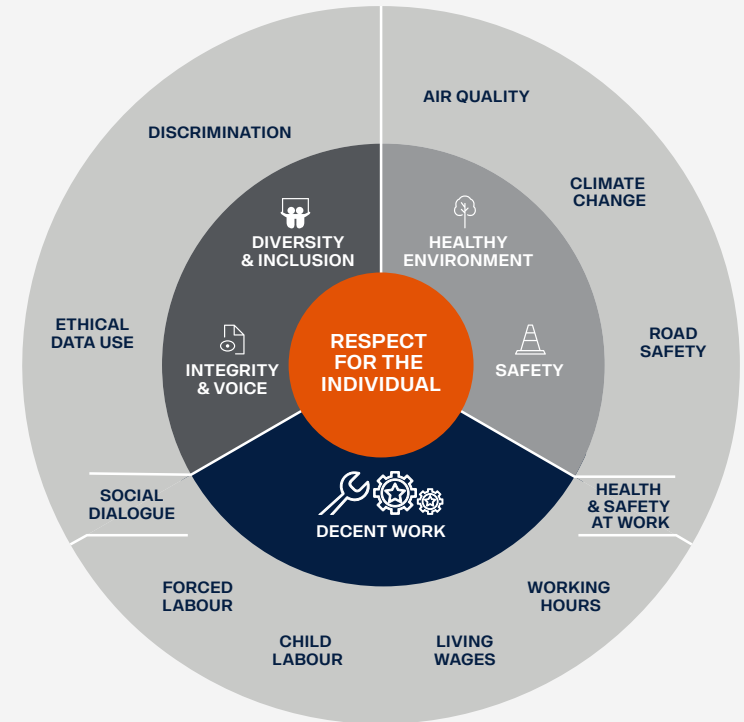 AIR QUALITY
DISCRIMINATION
CLIMATE
CHANGE
DIVERSITY
& INCLUSION
HEALTHY
ENVIRONMENT
ETHICAL
DATA USE
ROAD
SAFETY
RESPECT
FOR THE
INDIVIDUAL
INTEGRITY
& VOICE
SAFETY
SOCIAL
DIALOGUE
HEALTH
& SAFETY
AT WORK
DECENT WORK
FORCED
LABOUR
WORKING
HOURS
CHILD
LABOUR
LIVING
WAGES